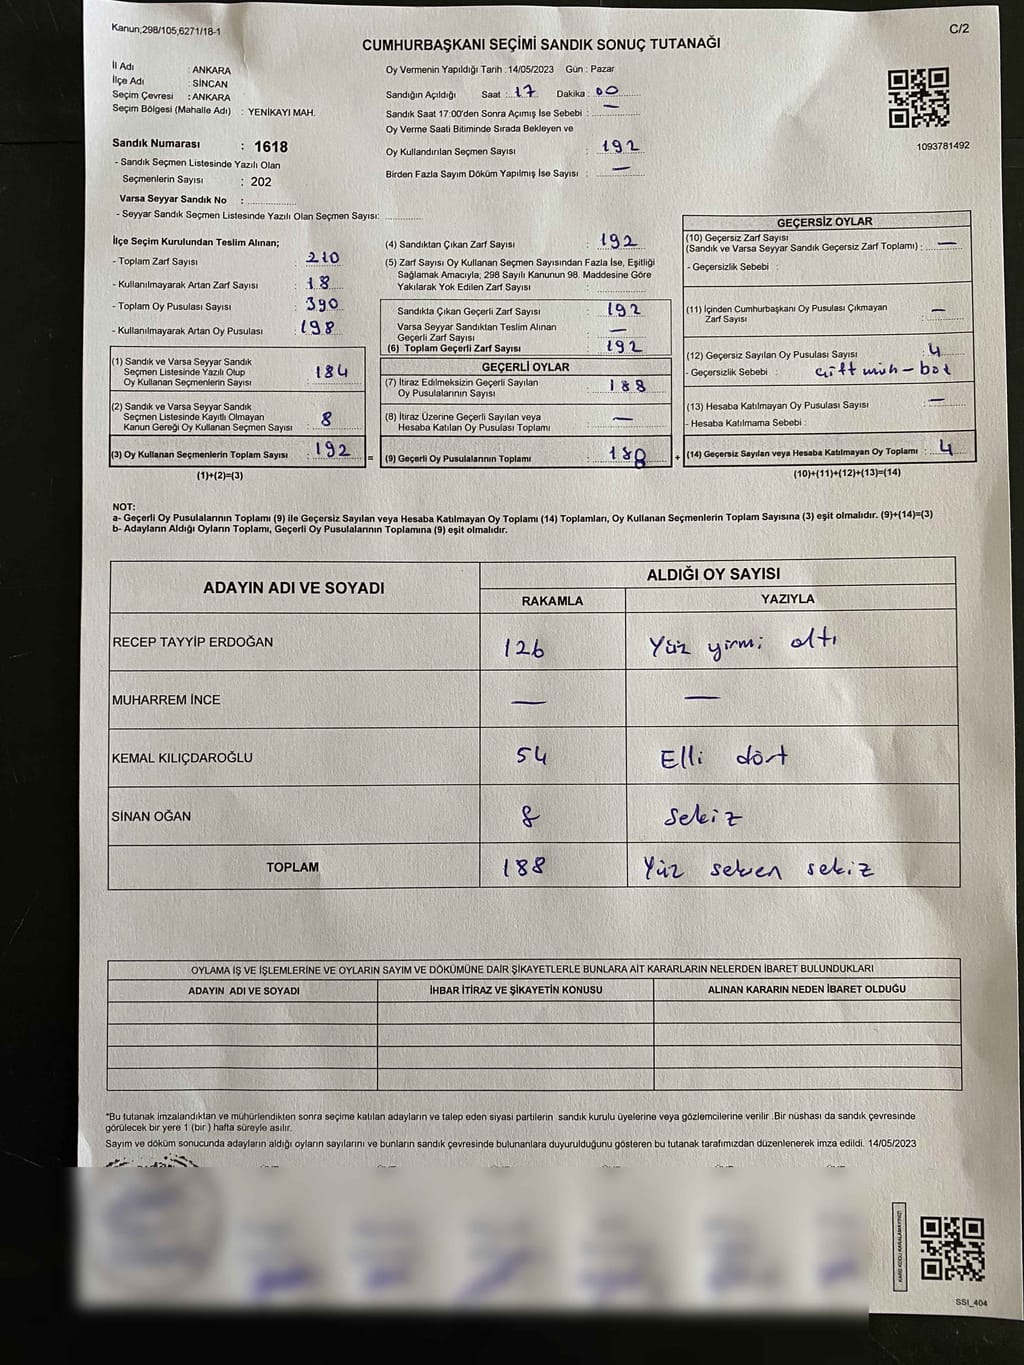 Kanun,298/105,6271/18-1
C/2
CUMHURBAŞKANI SEÇİMİ SANDIK SONUÇ TUTANAĞI
İl Adı : ANKARA
İlçe Adı : SİNCAN
Seçim Çevresi : ANKARA
Seçim Bölgesi (Mahalle Adı) : YENİKAYI MAH.
Sandık Numarası : 1618
- Sandık Seçmen Listesinde Yazılı Olan
Seçmenlerin Sayısı : 202
Varsa Seyyar Sandık No :
- Seyyar Sandık Seçmen Listesinde Yazılı Olan Seçmen Sayısı:
Oy Vermenin Yapıldığı Tarih : 14/05/2023 Gün : Pazar
Sandığın Açıldığı Saat : 17 Dakika : 00
Sandık Saat 17:00'den Sonra Açımış İse Sebebi : —
Oy Verme Saati Bitiminde Sırada Bekleyen ve
Oy Kullandırılan Seçmen Sayısı : 192
Birden Fazla Sayım Döküm Yapılmış İse Sayısı : —
1093781492
İlçe Seçim Kurulundan Teslim Alınan;
- Toplam Zarf Sayısı : 210
- Kullanılmayarak Artan Zarf Sayısı : 18
- Toplam Oy Pusulası Sayısı : 390
- Kullanılmayarak Artan Oy Pusulası : 198
(1) Sandık ve Varsa Seyyar Sandık
Seçmen Listesinde Yazılı Olup
Oy Kullanan Seçmenlerin Sayısı : 184
(2) Sandık ve Varsa Seyyar Sandık
Seçmen Listesinde Kayıtlı Olmayan
Kanun Gereği Oy Kullanan Seçmen Sayısı : 8
(3) Oy Kullanan Seçmenlerin Toplam Sayısı : 192
(1)+(2)=(3)
(4) Sandıktan Çıkan Zarf Sayısı : 192
(5) Zarf Sayısı Oy Kullanan Seçmen Sayısından Fazla İse, Eşitliği
Sağlamak Amacıyla, 298 Sayılı Kanunun 98. Maddesine Göre
Yakılarak Yok Edilen Zarf Sayısı :
Sandıkta Çıkan Geçerli Zarf Sayısı : 192
Varsa Seyyar Sandıktan Teslim Alınan
Geçerli Zarf Sayısı : —
(6) Toplam Geçerli Zarf Sayısı : 192
GEÇERLİ OYLAR
(7) İtiraz Edilmeksizin Geçerli Sayılan
Oy Pusulalarının Sayısı : 188
(8) İtiraz Üzerine Geçerli Sayılan veya
Hesaba Katılan Oy Pusulası Toplamı : —
= (9) Geçerli Oy Pusulalarının Toplamı : 188
GEÇERSİZ OYLAR
(10) Geçersiz Zarf Sayısı
(Sandık ve Varsa Seyyar Sandık Geçersiz Zarf Toplamı) : —
- Geçersizlik Sebebi :
(11) İçinden Cumhurbaşkanı Oy Pusulası Çıkmayan
Zarf Sayısı : —
(12) Geçersiz Sayılan Oy Pusulası Sayısı : 4
- Geçersizlik Sebebi : çift müh - boş
(13) Hesaba Katılmayan Oy Pusulası Sayısı : —
- Hesaba Katılmama Sebebi :
+ (14) Geçersiz Sayılan veya Hesaba Katılmayan Oy Toplamı : 4
(10)+(11)+(12)+(13)=(14)
NOT:
a- Geçerli Oy Pusulalarının Toplamı (9) ile Geçersiz Sayılan veya Hesaba Katılmayan Oy Toplamı (14) Toplamları, Oy Kullanan Seçmenlerin Toplam Sayısına (3) eşit olmalıdır. (9)+(14)=(3)
b- Adayların Aldığı Oyların Toplamı, Geçerli Oy Pusulalarının Toplamına (9) eşit olmalıdır.
ADAYIN ADI VE SOYADI ALDIĞI OY SAYISI
RAKAMLA YAZIYLA
RECEP TAYYİP ERDOĞAN 126 Yüz yirmi altı
MUHARREM İNCE — —
KEMAL KILIÇDAROĞLU 54 Elli dört
SİNAN OĞAN 8 Sekiz
TOPLAM 188 Yüz seksen sekiz
OYLAMA İŞ VE İŞLEMLERİNE VE OYLARIN SAYIM VE DÖKÜMÜNE DAİR ŞİKAYETLERLE BUNLARA AİT KARARLARIN NELERDEN İBARET BULUNDUKLARI
ADAYIN ADI VE SOYADI İHBAR İTİRAZ VE ŞİKAYETİN KONUSU ALINAN KARARIN NEDEN İBARET OLDUĞU
*Bu tutanak imzalandıktan ve mühürlendikten sonra seçime katılan adayların ve talep eden siyasi partilerin sandık kurulu üyelerine veya gözlemcilerine verilir .Bir nüshası da sandık çevresinde
görülecek bir yere 1 (bir ) hafta süreyle asılır.
Sayım ve döküm sonucunda adayların aldığı oyların sayılarını ve bunların sandık çevresinde bulunanlara duyurulduğunu gösteren bu tutanak tarafımızdan düzenlenerek imza edildi. 14/05/2023
KARE KODU KARALAMAYINIZ!
SSI_404